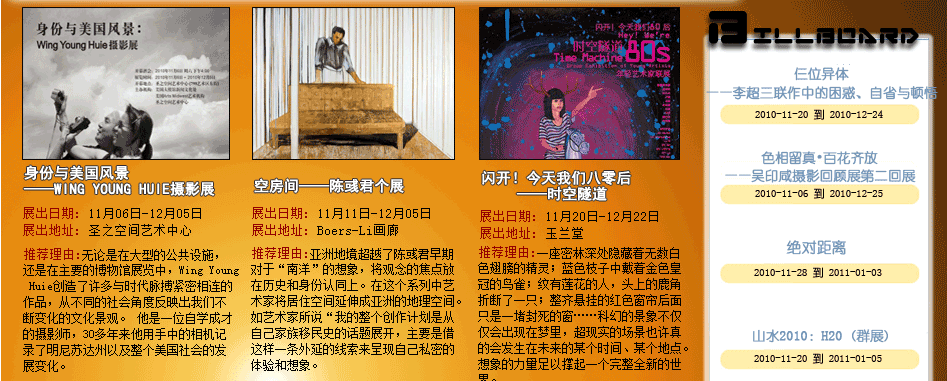 身份与美国风景:
Wing Young Huie摄影展
闪开!今天我们80后
Hey! We're
时空隧道 80s
Time Machine
身份与美国风景
——WING YOUNG HUIE摄影展
展出日期: 11月06日-12月05日
展出地址: 圣之空间艺术中心
推荐理由:无论是在大型的公共设施,
还是在主要的博物馆展览中,Wing Young
Huie创造了许多与时代脉搏紧密相连的
作品,从不同的社会角度反映出我们不
断变化的文化景观。 他是一位自学成才
的摄影师,30多年来他用手中的相机记
录了明尼苏达州以及整个美国社会的发
展变化。
空房间——陈彧君个展
展出日期: 11月11日-12月05日
展出地址: Boers-Li画廊
推荐理由:亚洲地境超越了陈彧君早期
对于“南洋”的想象,将观念的焦点放
在历史和身份认同上。在这个系列中艺
术家将居住空间延伸成亚洲的地理空间。
如艺术家所说“我的整个创作计划是从
自己家族移民史的话题展开,主要是借
这样一条外延的线索来呈现自己私密的
体验和想象。
闪开!今天我们八零后
——时空隧道
展出日期: 11月20日-12月22日
展出地址: 玉兰堂
推荐理由:一座密林深处隐藏着无数白
色翅膀的精灵;蓝色枝子中戴着金色皇
冠的鸟雀;纹有莲花的人,头上的鹿角
折断了一只;整齐悬挂的红色窗帘后面
只是一堵封死的窗……科幻的景象不仅
仅会出现在梦里,超现实的场景也许真
的会发生在未来的某个时间、某个地点。
想象的力量足以撑起一个完整全新的世
界。
BILLBOARD
仨位异体
——李超三联作中的困惑、自省与顿悟
2010-11-20 到 2010-12-24
色相留真·百花齐放
——吴印咸摄影回顾展第二回展
2010-11-06 到 2010-12-25
绝对距离
2010-11-28 到 2011-01-03
山水2010: H2O (群展)
2010-11-20 到 2011-01-05